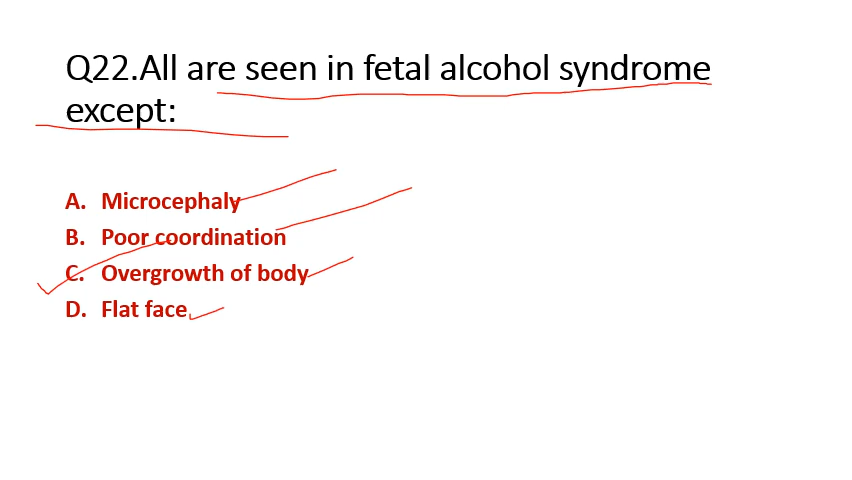 Q22.All are seen in fetal alcohol syndrome
except:
A. Microcephaly
B. Poor coordination
C. Overgrowth of body
D. Flat face